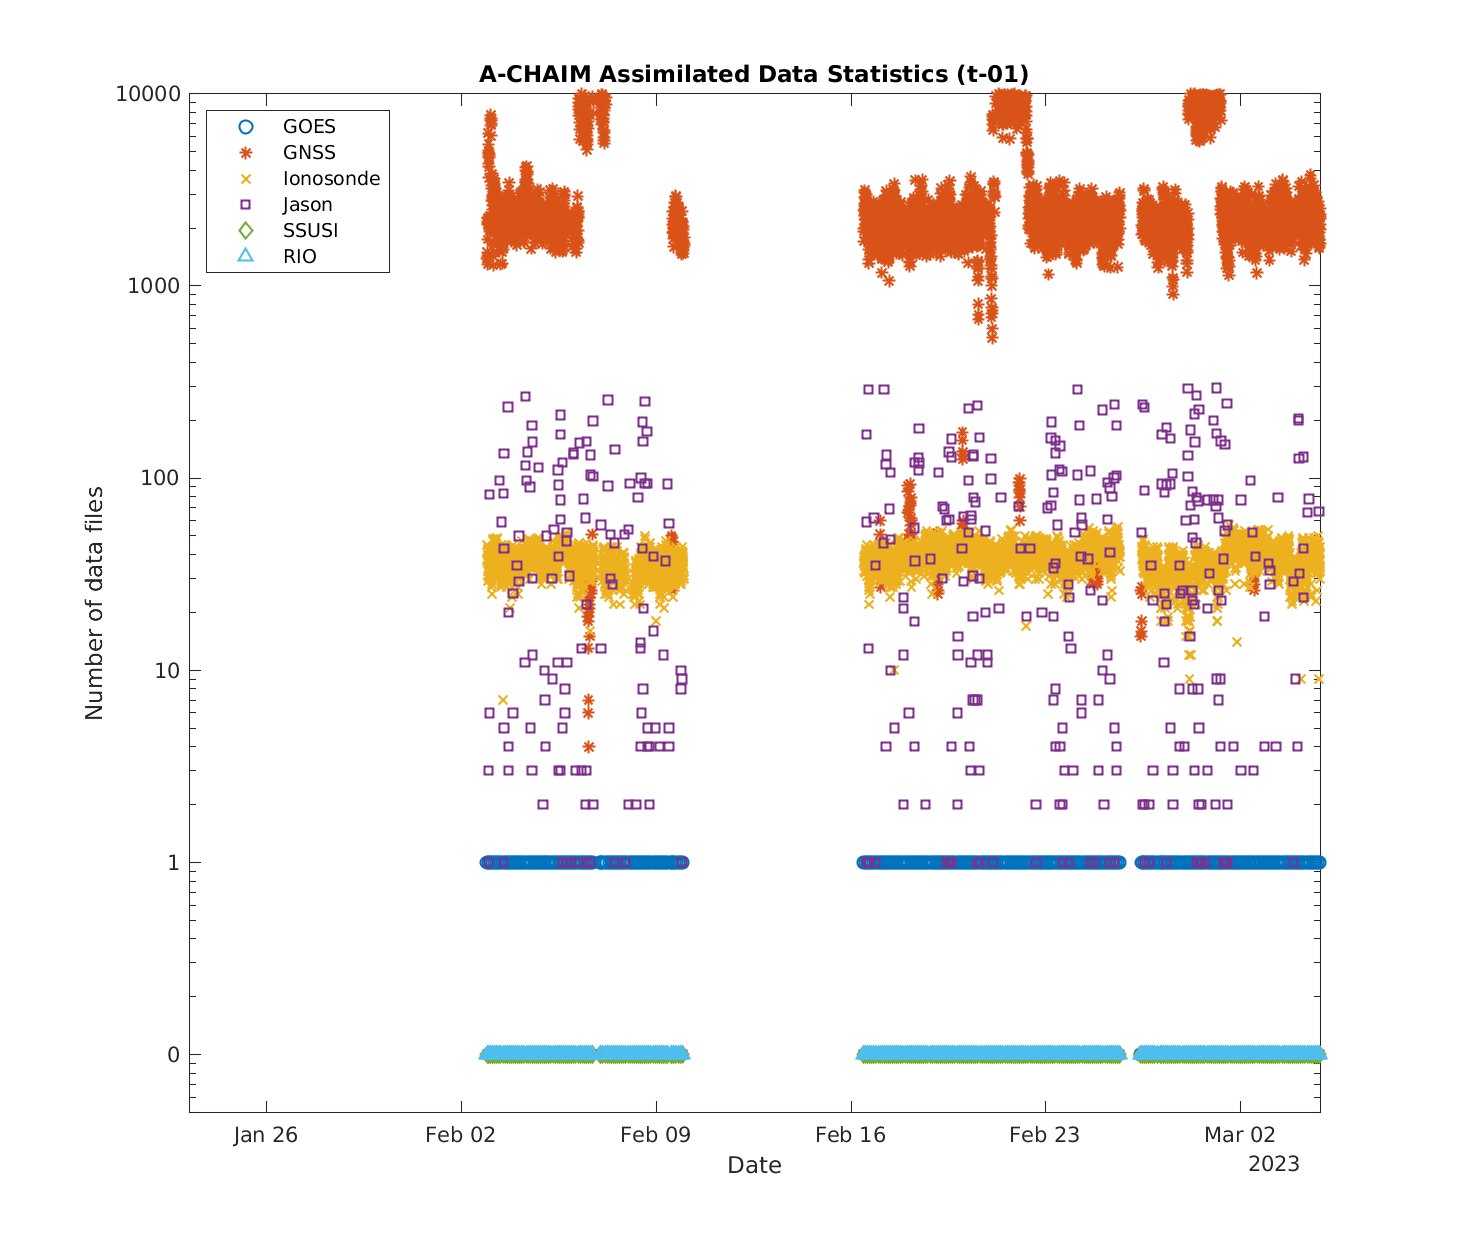 A-CHAIM Assimilated Data Statistics (t-01)
10000
1000
100
10
1
0
Number of data files
GOES
GNSS
Ionosonde
Jason
SSUSI
RIO
Jan 26
Feb 02
Feb 09
Feb 16
Feb 23
Mar 02
Date
2023